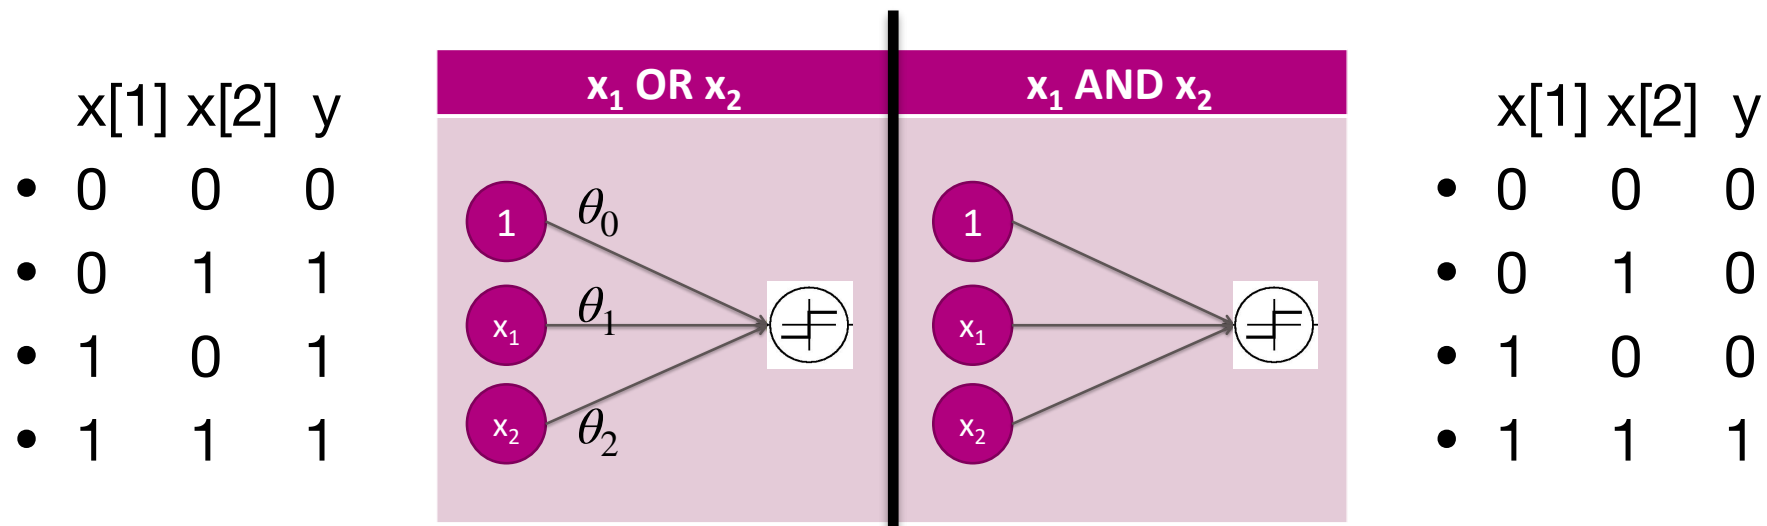 x[1] x[2] y
• 0 0 0
• 0 1 1
• 1 0 1
• 1 1 1
x₁ OR x₂
1
x₁
x₂
θ₀
θ₁
θ₂
x₁ AND x₂
1
x₁
x₂
x[1] x[2] y
• 0 0 0
• 0 1 0
• 1 0 0
• 1 1 1